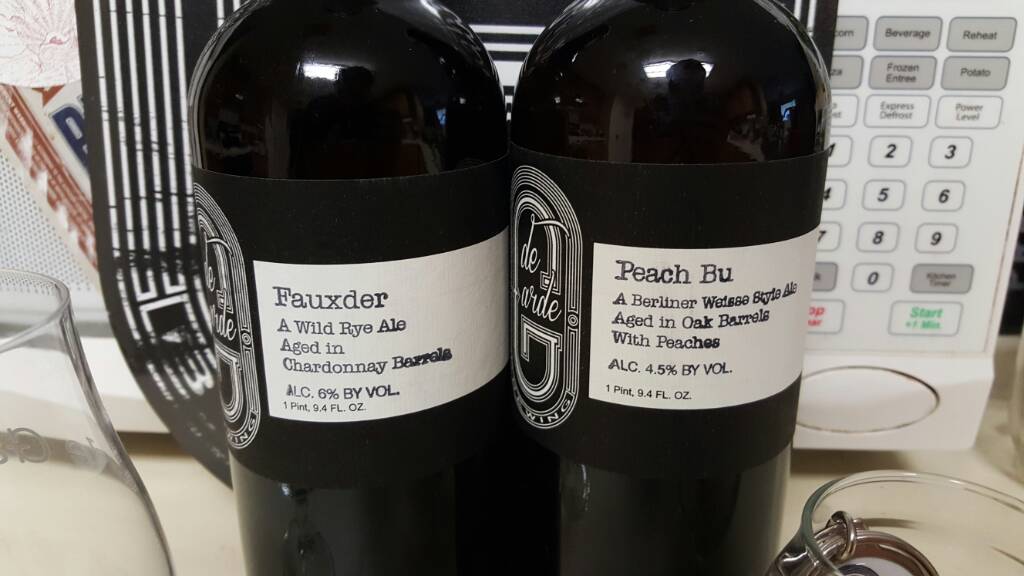 de
Garde
Fauxder
A Wild Rye Ale
Aged in
Chardonnay Barrels
ALC. 6% BY VOL.
1 Pint, 9.4 FL. OZ.
de
Garde
Peach Bu
A Berliner Weisse Style Ale
Aged in Oak Barrels
With Peaches
ALC. 4.5% BY VOL.
1 Pint, 9.4 FL. OZ.
Beverage
Reheat
Frozen
Entree
Potato
Express
Defrost
Power
Level
2
3
5
6
7
8
9
0
Kitchen
Timer
Start
+1 Min.